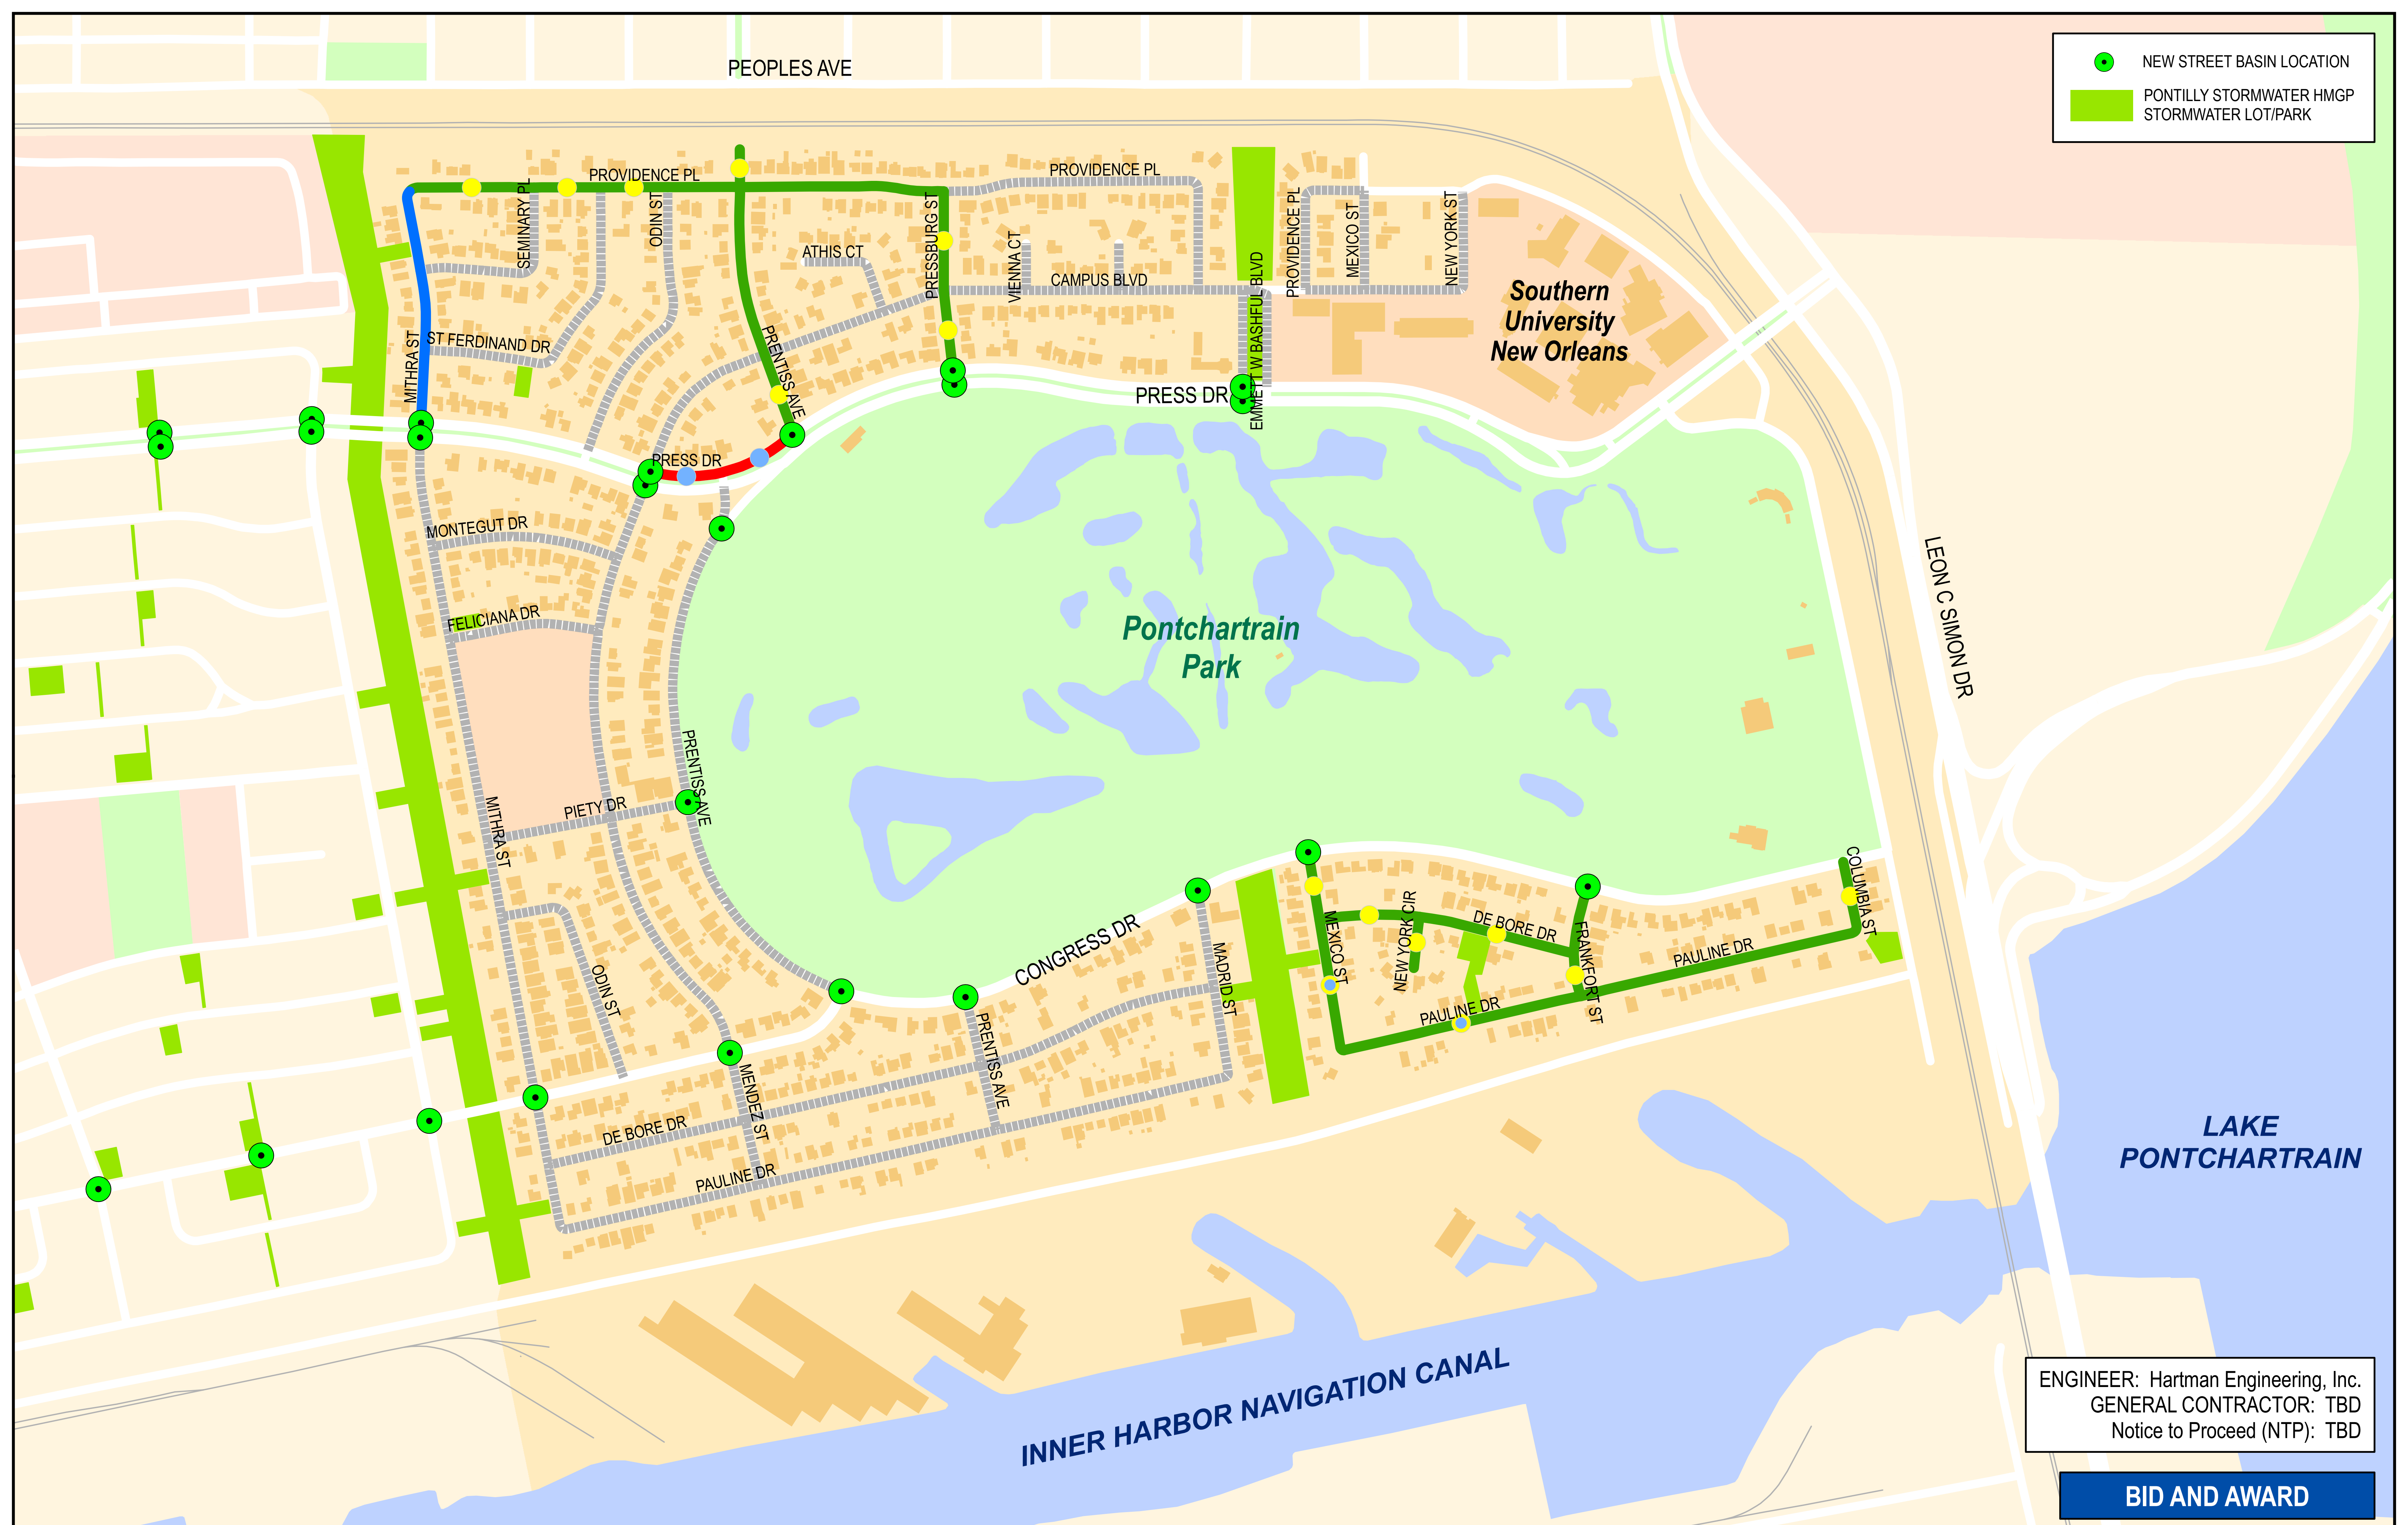 PEOPLES AVE
NEW STREET BASIN LOCATION
PONTILLY STORMWATER HMGP
STORMWATER LOT/PARK
PROVIDENCE PL
PROVIDENCE PL
SEMINARY PL
ODIN ST
ATHIS CT
PRESSBURG ST
VIENNA CT
CAMPUS BLVD
EMMETT W BASHFUL BLVD
PROVIDENCE PL
MEXICO ST
NEW YORK ST
Southern
University
New Orleans
MITHRA ST
ST FERDINAND DR
PRENTISS AVE
PRESS DR
PRESS DR
MONTEGUT DR
FELICIANA DR
Pontchartrain
Park
LEON C SIMON DR
PRENTISS AVE
PIETY DR
MITHRA ST
ODIN ST
CONGRESS DR
MADRID ST
MEXICO ST
NEW YORK CIR
DE BORE DR
FRANKFORT ST
PAULINE DR
COLUMBIA ST
PAULINE DR
PRENTISS AVE
MENDEZ ST
DE BORE DR
PAULINE DR
LAKE
PONTCHARTRAIN
INNER HARBOR NAVIGATION CANAL
ENGINEER: Hartman Engineering, Inc.
GENERAL CONTRACTOR: TBD
Notice to Proceed (NTP): TBD
BID AND AWARD